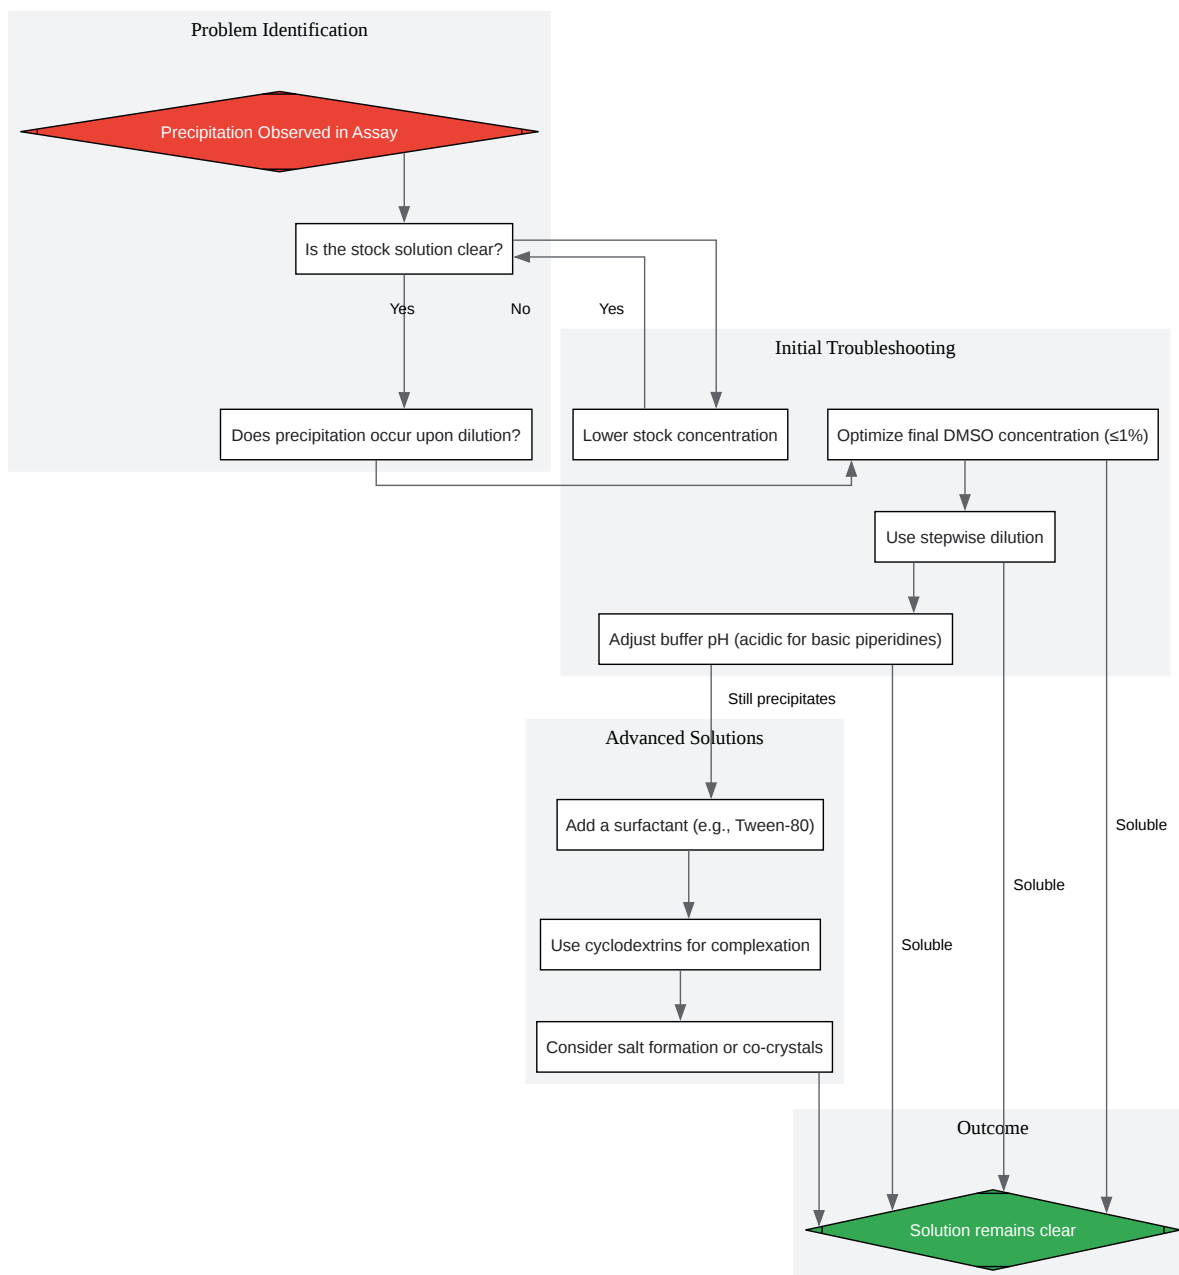 Problem Identification
Precipitation Observed in Assay
Is the stock solution clear?
Yes
No
Yes
Initial Troubleshooting
Does precipitation occur upon dilution?
Lower stock concentration
Optimize final DMSO concentration (≤1%)
Use stepwise dilution
Adjust buffer pH (acidic for basic piperidines)
Still precipitates
Advanced Solutions
Add a surfactant (e.g., Tween-80)
Soluble
Soluble
Use cyclodextrins for complexation
Soluble
Consider salt formation or co-crystals
Outcome
Solution remains clear